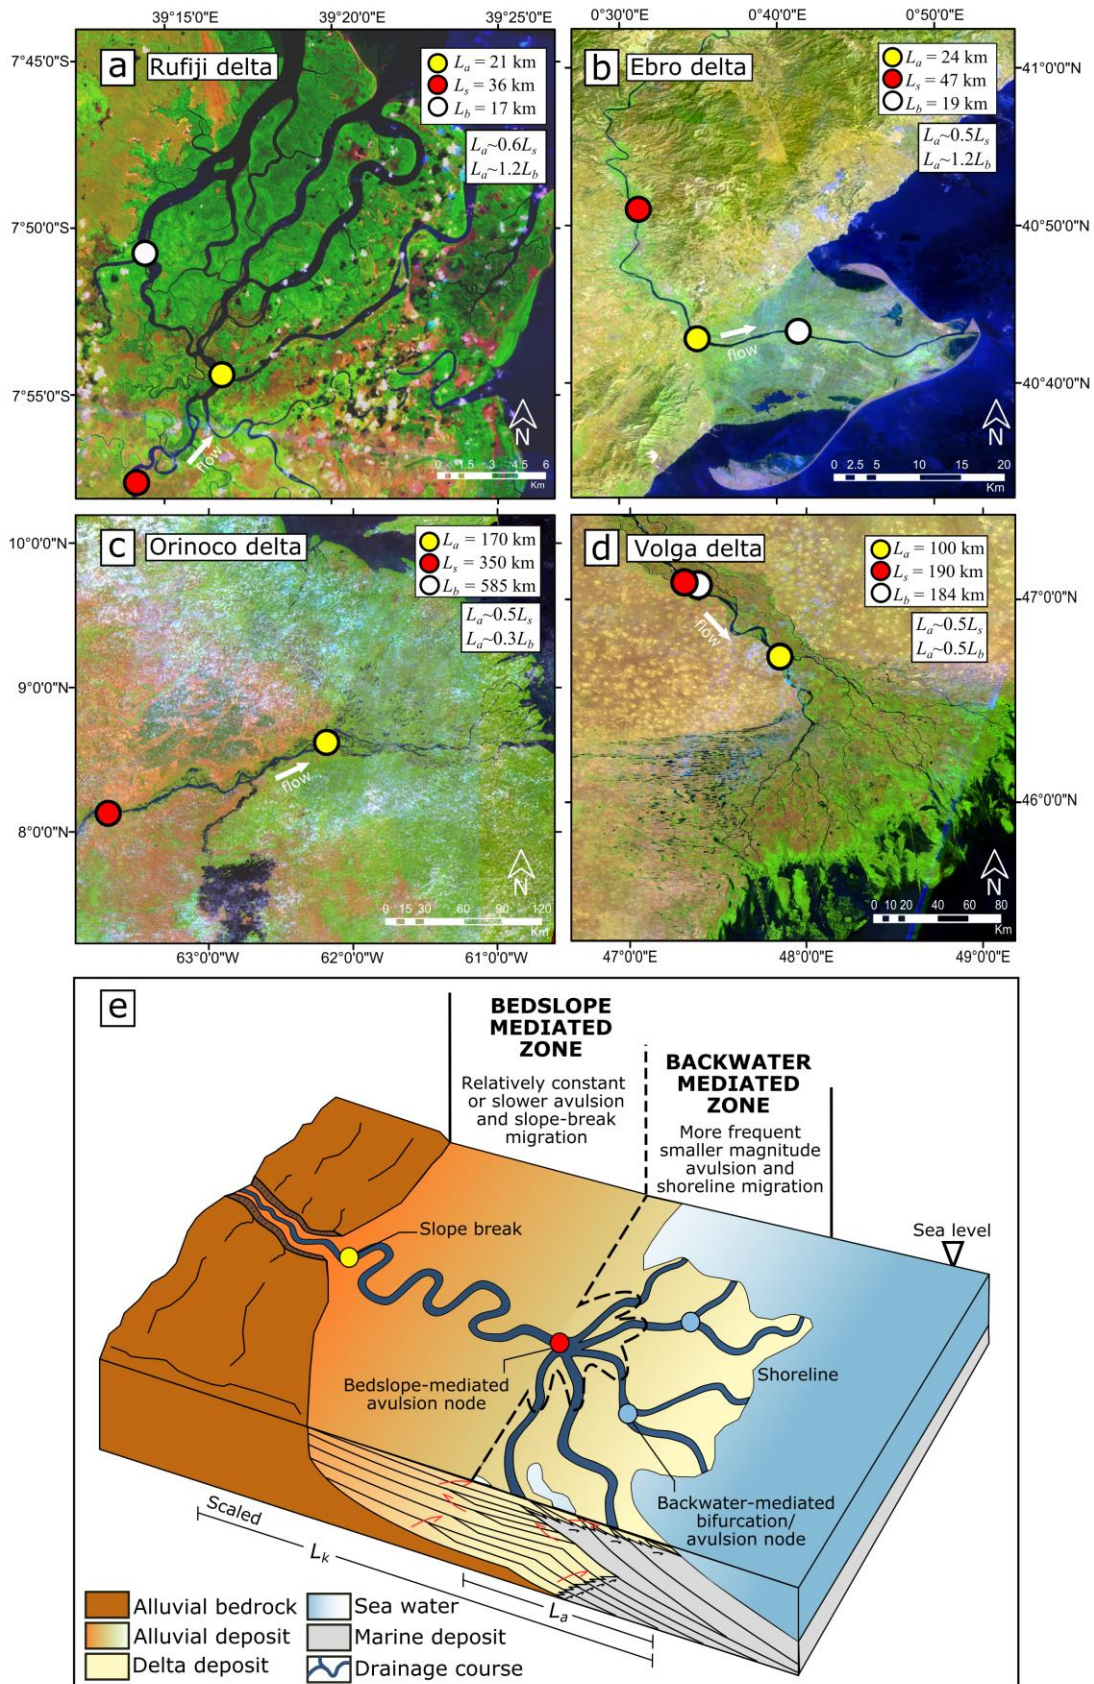 39°15'0"E 39°20'0"E 39°25'0"E
7°45'0"S
7°50'0"S
7°55'0"S
a Rufiji delta
La = 21 km
Ls = 36 km
Lb = 17 km
La~0.6Ls
La~1.2Lb
flow
N
0 1.5 3 4.5 6
Km
0°30'0"E 0°40'0"E 0°50'0"E
41°0'0"N
40°50'0"N
40°40'0"N
b Ebro delta
La = 24 km
Ls = 47 km
Lb = 19 km
La~0.5Ls
La~1.2Lb
flow
N
0 2.5 5 10 15 20
Km
10°0'0"N
9°0'0"N
8°0'0"N
c Orinoco delta
La = 170 km
Ls = 350 km
Lb = 585 km
La~0.5Ls
La~0.3Lb
flow
N
0 15 30 60 90 120
Km
63°0'0"W 62°0'0"W 61°0'0"W
d Volga delta
La = 100 km
Ls = 190 km
Lb = 184 km
La~0.5Ls
La~0.5Lb
flow
N
0 10 20 40 60 80
Km
47°0'0"N
46°0'0"N
47°0'0"E 48°0'0"E 49°0'0"E
e
BEDSLOPE
MEDIATED
ZONE
Relatively constant
or slower avulsion
and slope-break
migration
BACKWATER
MEDIATED
ZONE
More frequent
smaller magnitude
avulsion and
shoreline migration
Sea level
Slope break
Bedslope-mediated
avulsion node
Shoreline
Backwater-mediated
bifurcation/
avulsion node
Scaled
Lk
La
Alluvial bedrock
Alluvial deposit
Delta deposit
Sea water
Marine deposit
Drainage course